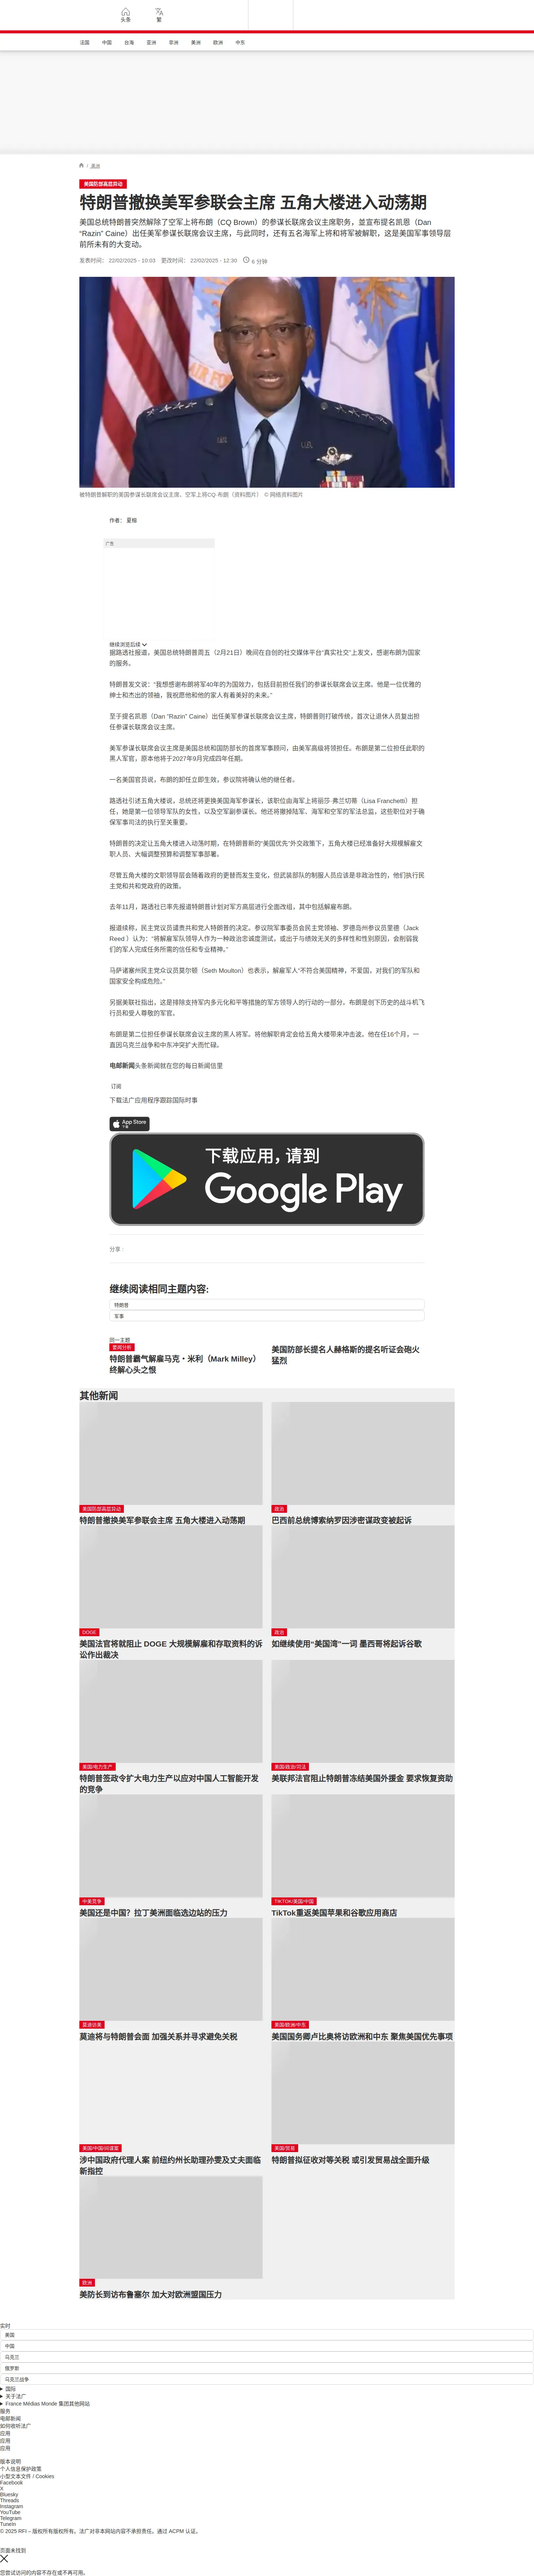 头条
繁
法国
中国
台海
亚洲
非洲
美洲
欧洲
中东
/ 美洲
美国防部高层异动
特朗普撤换美军参联会主席 五角大楼进入动荡期
美国总统特朗普突然解除了空军上将布朗（CQ Brown）的参谋长联席会议主席职务，並宣布提名凯恩（Dan
“Razin” Caine）出任美军参谋长联席会议主席，与此同时，还有五名海军上将和将军被解职，这是美国军事领导层
前所未有的大变动。
发表时间： 22/02/2025 - 10:03 更改时间： 22/02/2025 - 12:30 6 分钟
被特朗普解职的美国参谋长联席会议主席、空军上将CQ·布朗（资料图片） © 网络资料图片
作者： 夏榕
广告
继续浏览后续
据路透社报道，美国总统特朗普周五（2月21日）晚间在自创的社交媒体平台“真实社交”上发文，感谢布朗为国家
的服务。
特朗普发文说：“我想感谢布朗将军40年的为国效力，包括目前担任我们的参谋长联席会议主席。他是一位优雅的
绅士和杰出的领袖，我祝愿他和他的家人有着美好的未来。”
至于提名凯恩（Dan “Razin” Caine）出任美军参谋长联席会议主席，特朗普则打破传统，首次让退休人员复出担
任参谋长联席会议主席。
美军参谋长联席会议主席是美国总统和国防部长的首席军事顾问，由美军高级将领担任。布朗是第二位担任此职的
黑人军官，原本他将于2027年9月完成四年任期。
一名美国官员说，布朗的卸任立即生效，参议院将确认他的继任者。
路透社引述五角大楼说，总统还将更换美国海军参谋长，该职位由海军上将丽莎·弗兰切蒂（Lisa Franchetti）担
任，她是第一位领导军队的女性，以及空军副参谋长。他还将撤掉陆军、海军和空军的军法总监，这些职位对于确
保军事司法的执行至关重要。
特朗普的决定让五角大楼进入动荡时期，在特朗普新的“美国优先”外交政策下，五角大楼已经准备好大规模解雇文
职人员、大幅调整预算和调整军事部署。
尽管五角大楼的文职领导层会随着政府的更替而发生变化，但武装部队的制服人员应该是非政治性的，他们执行民
主党和共和党政府的政策。
去年11月，路透社已率先报道特朗普计划对军方高层进行全面改组，其中包括解雇布朗。
报道续称，民主党议员谴责共和党人特朗普的决定。参议院军事委员会民主党领袖、罗德岛州参议员里德（Jack
Reed ）认为：“将解雇军队领导人作为一种政治忠诚度测试，或出于与绩效无关的多样性和性别原因，会削弱我
们的军人完成任务所需的信任和专业精神。”
马萨诸塞州民主党众议员莫尔顿（Seth Moulton）也表示，解雇军人“不符合美国精神，不爱国，对我们的军队和
国家安全构成危险。”
另据美联社指出，这是排除支持军内多元化和平等措施的军方领导人的行动的一部分。布朗是创下历史的战斗机飞
行员和受人尊敬的军官。
布朗是第二位担任参谋长联席会议主席的黑人将军。将他解职肯定会给五角大楼带来冲击波。他在任16个月，一
直因乌克兰战争和中东冲突扩大而忙碌。
电邮新闻头条新闻就在您的每日新闻信里
订阅
下载法广应用程序跟踪国际时事
App Store
下载
下载应用，请到
Google Play
分享 :
继续阅读相同主题内容:
特朗普
军事
同一主题
要闻分析
特朗普霸气解雇马克・米利（Mark Milley）
终解心头之恨
美国防部长提名人赫格斯的提名听证会砲火
猛烈
其他新闻
美国防部高层异动
特朗普撤换美军参联会主席 五角大楼进入动荡期
政治
巴西前总统博索纳罗因涉密谋政变被起诉
DOGE
美国法官将就阻止 DOGE 大规模解雇和存取资料的诉
讼作出裁决
政治
如继续使用“美国湾”一词 墨西哥将起诉谷歌
美国/电力生产
特朗普签政令扩大电力生产以应对中国人工智能开发
的竞争
美国/政治/司法
美联邦法官阻止特朗普冻结美国外援金 要求恢复资助
中美竞争
美国还是中国？拉丁美洲面临选边站的压力
TIKTOK/美国/中国
TikTok重返美国苹果和谷歌应用商店
莫迪访美
莫迪将与特朗普会面 加强关系并寻求避免关税
美国/欧洲/中东
美国国务卿卢比奥将访欧洲和中东 聚焦美国优先事项
美国/中国/间谍案
涉中国政府代理人案 前纽约州长助理孙雯及丈夫面临
新指控
美国/贸易
特朗普拟征收对等关税 或引发贸易战全面升级
欧洲
美防长到访布鲁塞尔 加大对欧洲盟国压力
实时
美国
中国
乌克兰
俄罗斯
乌克兰战争
国际
关于法广
France Médias Monde 集团其他网站
服务
电邮新闻
如何收听法广
应用
应用
应用
版本说明
个人信息保护政策
小型文本文件 / Cookies
Facebook
X
Bluesky
Threads
Instagram
YouTube
Telegram
TuneIn
© 2025 RFI – 版权所有版权所有。法广对非本网站内容不承担责任。通过 ACPM 认证。
页面未找到
您尝试访问的内容不存在或不再可用。